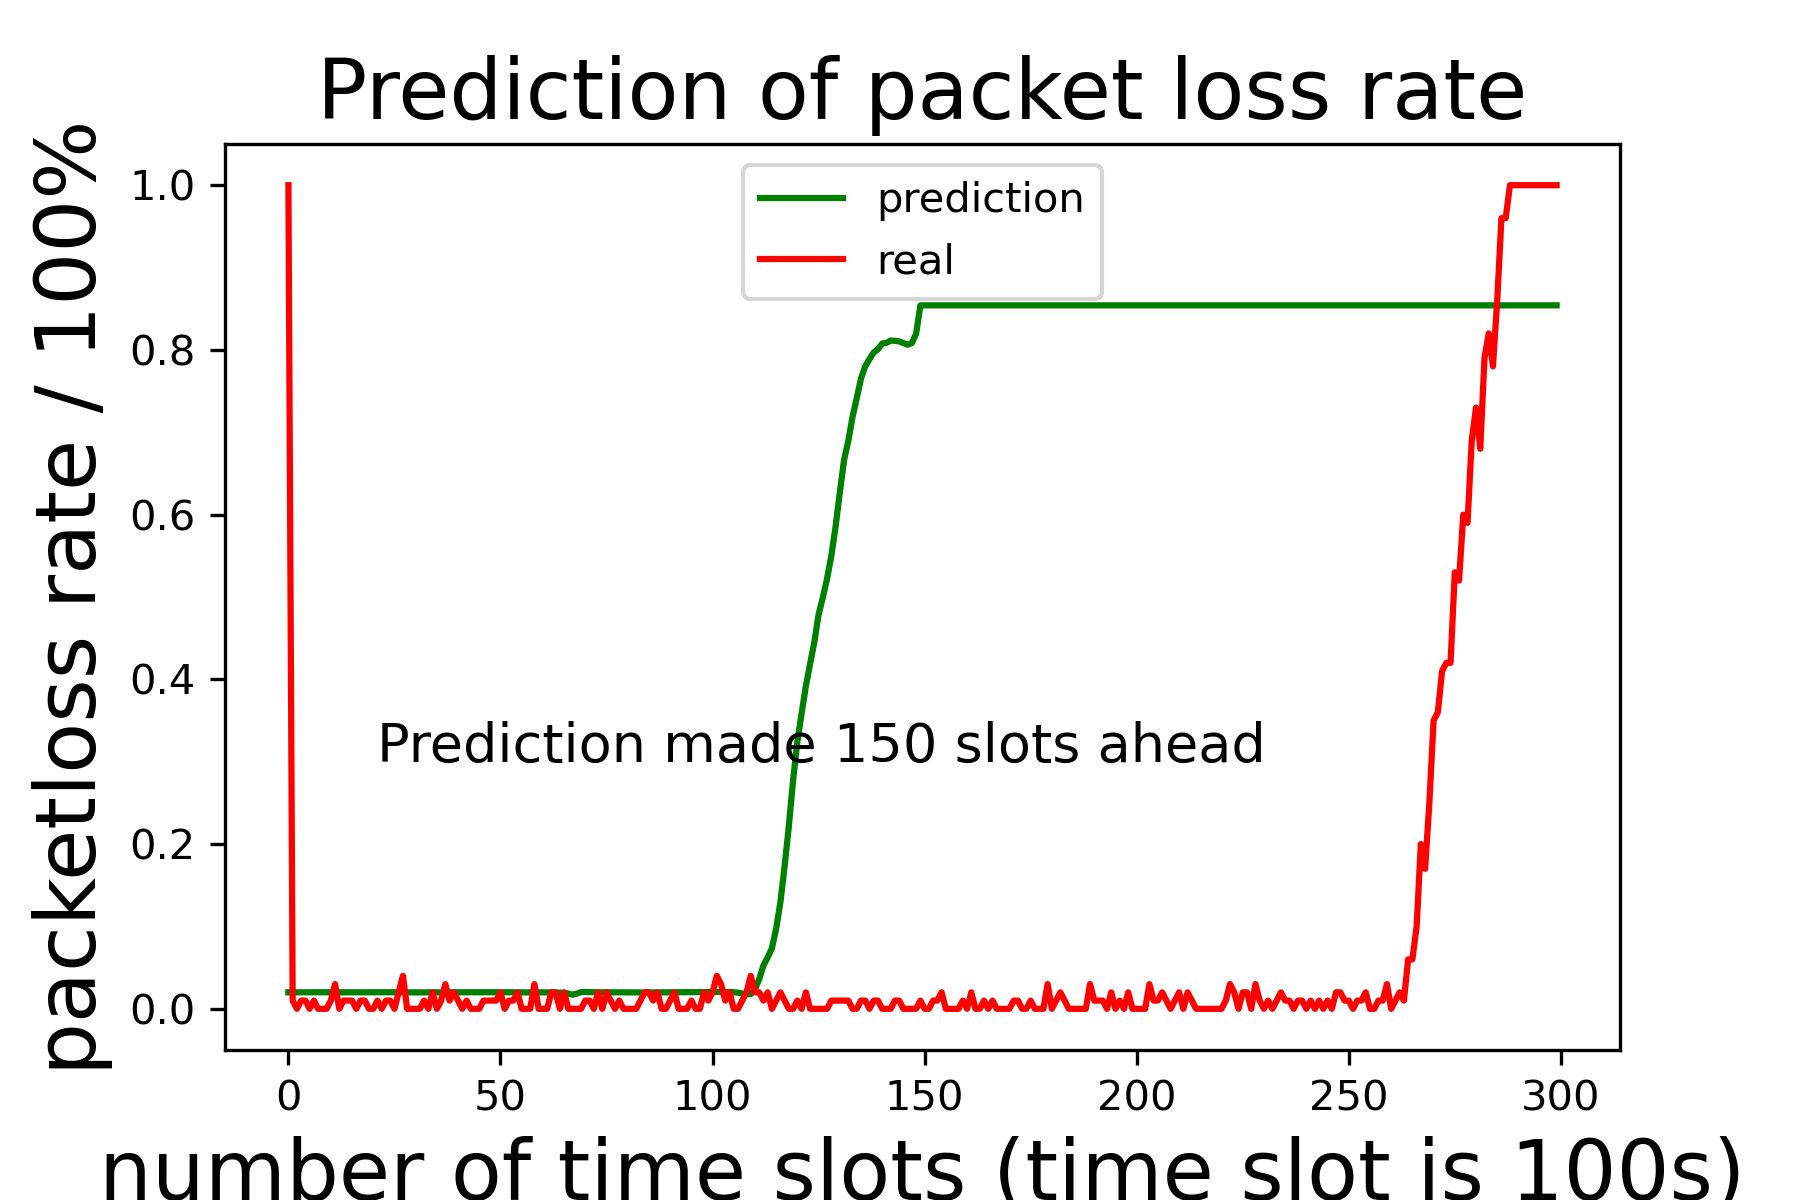 Prediction of packet loss rate
packetloss rate / 100%
1.0
0.8
0.6
0.4
0.2
0.0
prediction
real
Prediction made 150 slots ahead
0 50 100 150 200 250 300
number of time slots (time slot is 100s)